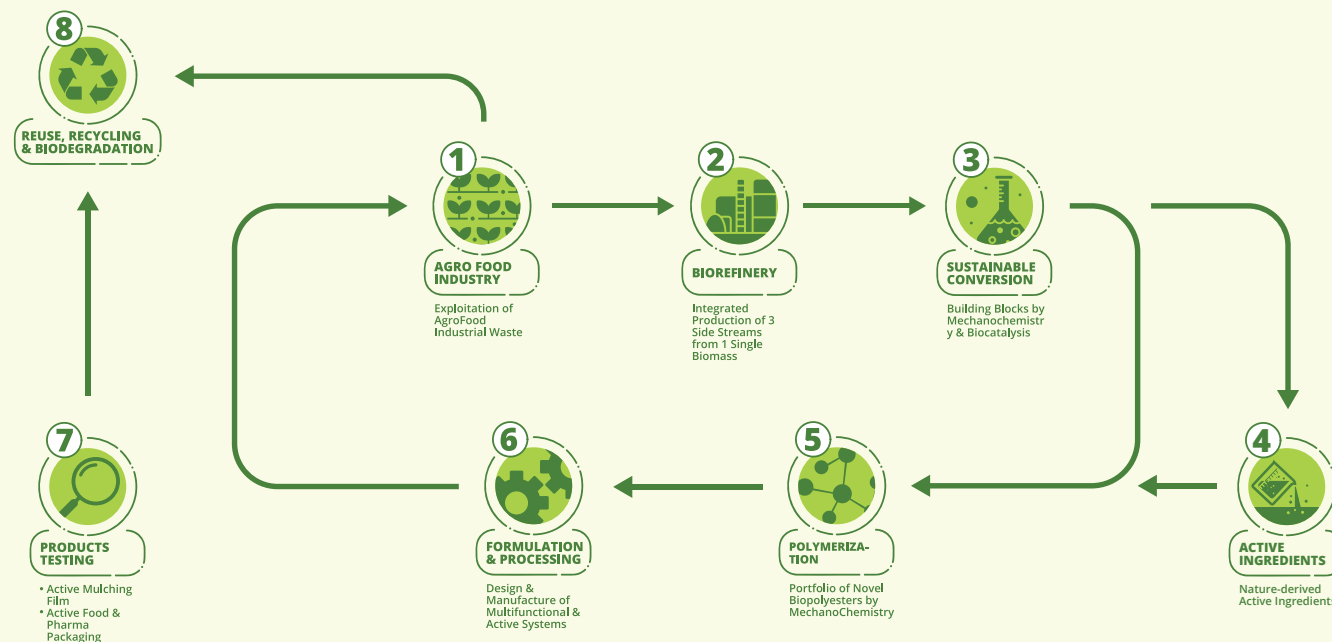 8
REUSE, RECYCLING
& BIODEGRADATION
1
AGRO FOOD
INDUSTRY
Exploitation of
AgroFood
Industrial Waste
2
BIOREFINERY
Integrated
Production of 3
Side Streams
from 1 Single
Biomass
3
SUSTAINABLE
CONVERSION
Building Blocks by
Mechanochemistr
y & Biocatalysis
7
PRODUCTS
TESTING
• Active Mulching
Film
• Active Food &
Pharma
Packaging
6
FORMULATION
& PROCESSING
Design &
Manufacture of
Multifunctional &
Active Systems
5
POLYMERIZA-
TION
Portfolio of Novel
Biopolyesters by
MechanoChemistry
4
ACTIVE
INGREDIENTS
Nature-derived
Active Ingredients